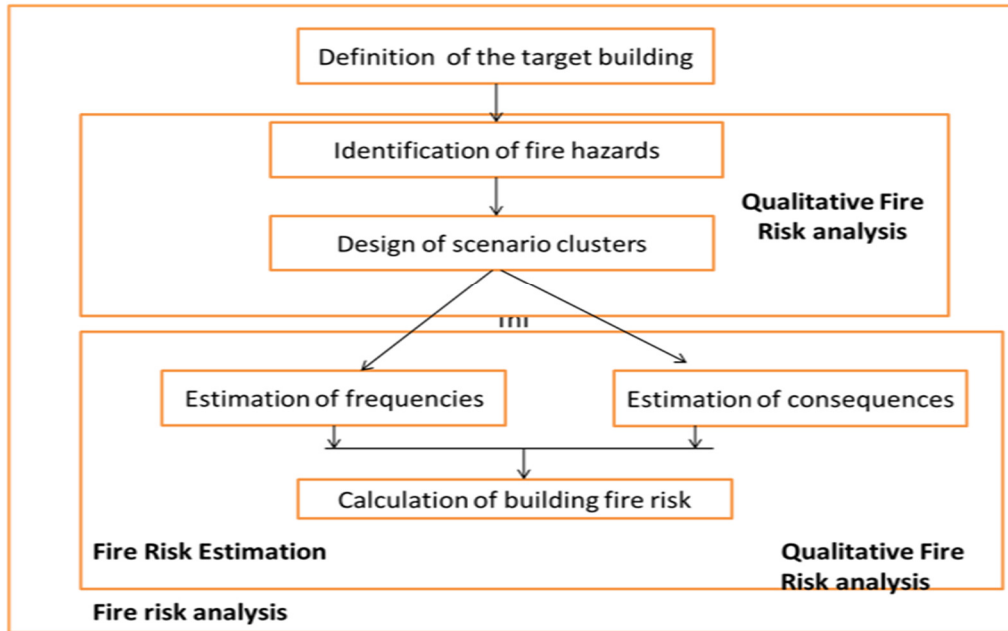 Definition of the target building
Identification of fire hazards
Qualitative Fire
Risk analysis
Design of scenario clusters
Estimation of frequencies
Estimation of consequences
Calculation of building fire risk
Fire Risk Estimation
Qualitative Fire
Risk analysis
Fire risk analysis